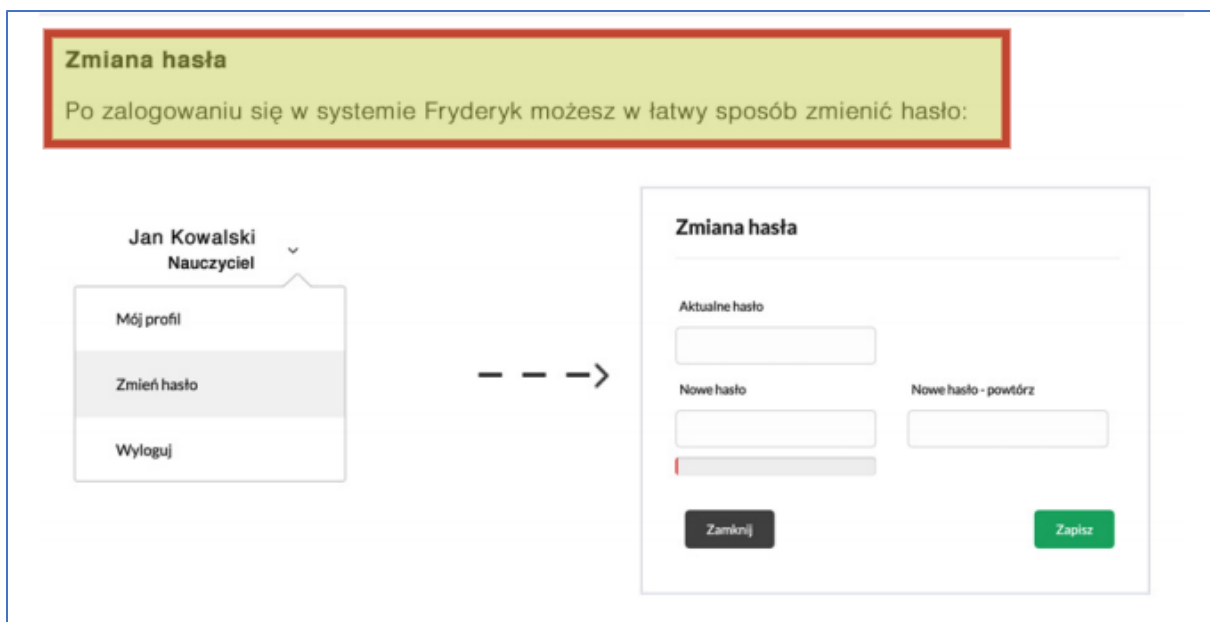 Zmiana hasła
Po zalogowaniu się w systemie Fryderyk możesz w łatwy sposób zmienić hasło:
Jan Kowalski
Nauczyciel
Mój profil
Zmień hasło
Wyloguj
Zmiana hasła
Aktualne hasło
Nowe hasło
Nowe hasło - powtórz
Zamknij
Zapisz